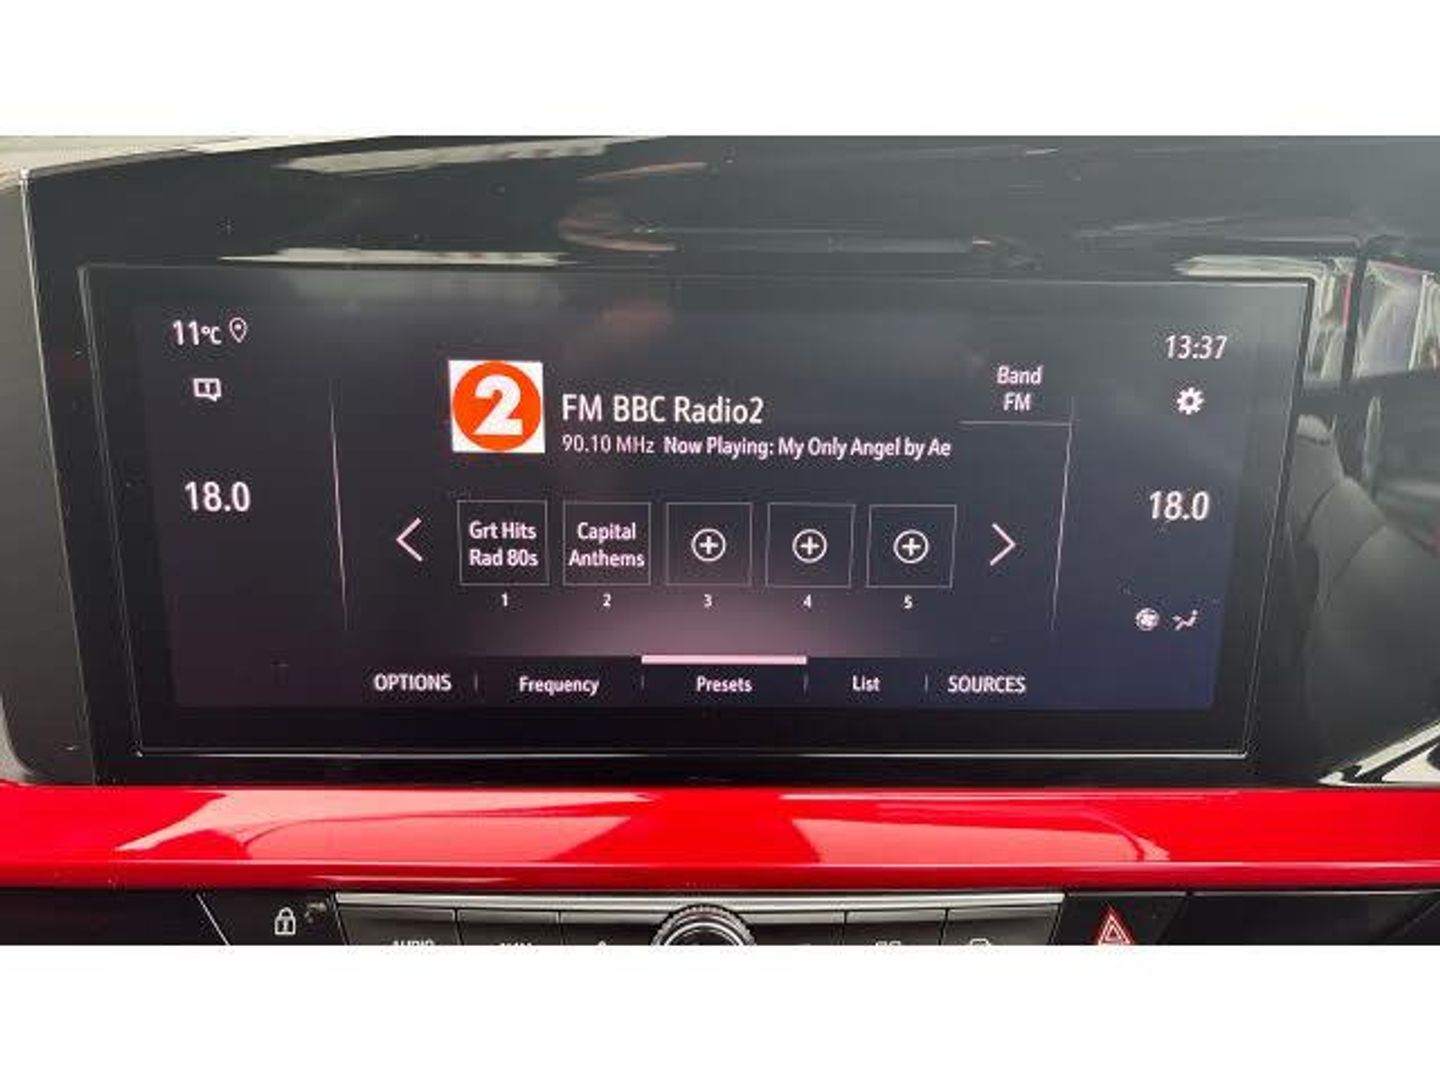 11°C
13:37
2
FM BBC Radio2
90.10 MHz Now Playing: My Only Angel by Ae
Band
FM
18.0
18.0
Grt Hits
Rad 80s
Capital
Anthems
1
2
3
4
5
OPTIONS
Frequency
Presets
List
SOURCES
AUDIO